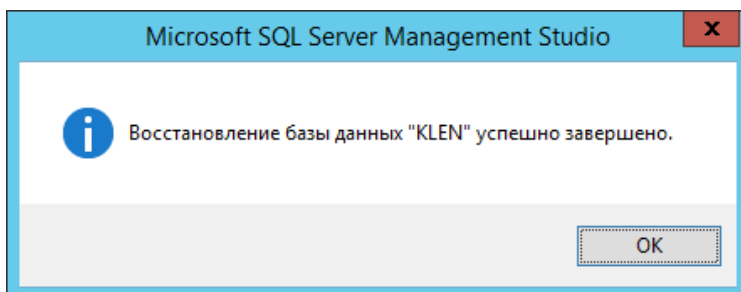 Microsoft SQL Server Management Studio
x
Восстановление базы данных "KLEN" успешно завершено.
OK